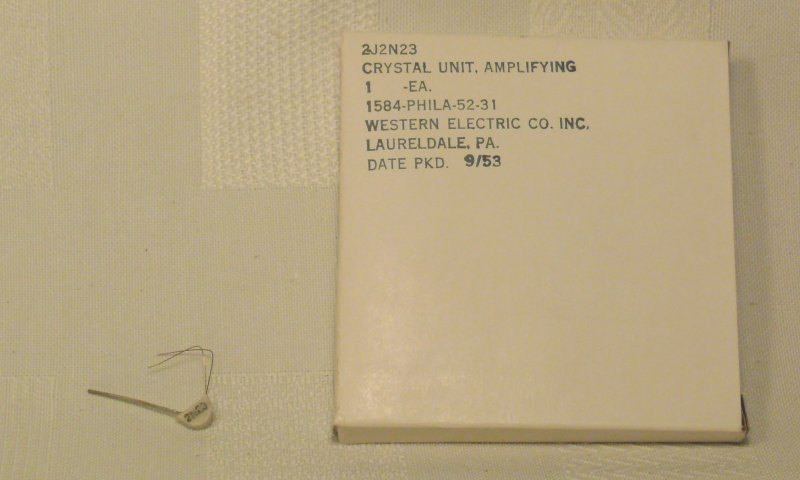 2J2N23
CRYSTAL UNIT, AMPLIFYING
1 -EA.
1584-PHILA-52-31
WESTERN ELECTRIC CO. INC.
LAURELDALE, PA.
DATE PKD. 9/53
2N23